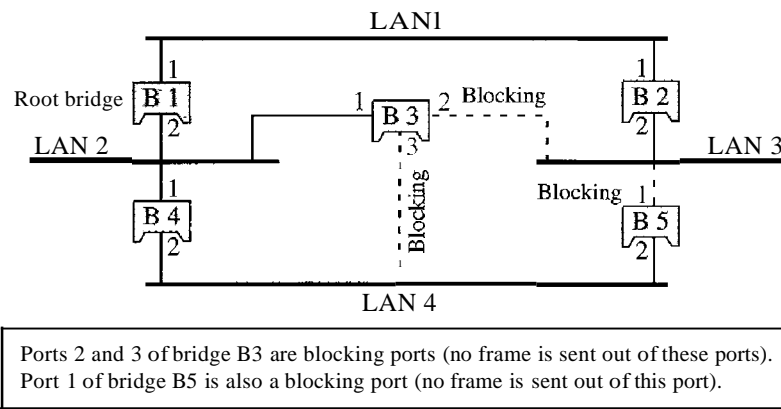 LAN1
1
1
Root bridge
B 1
1
B 3
2
Blocking
B 2
2
3
2
LAN 2
LAN 3
1
Blocking
Blocking
1
B 4
B 5
2
2
LAN 4
Ports 2 and 3 of bridge B3 are blocking ports (no frame is sent out of these ports).
Port 1 of bridge B5 is also a blocking port (no frame is sent out of this port).